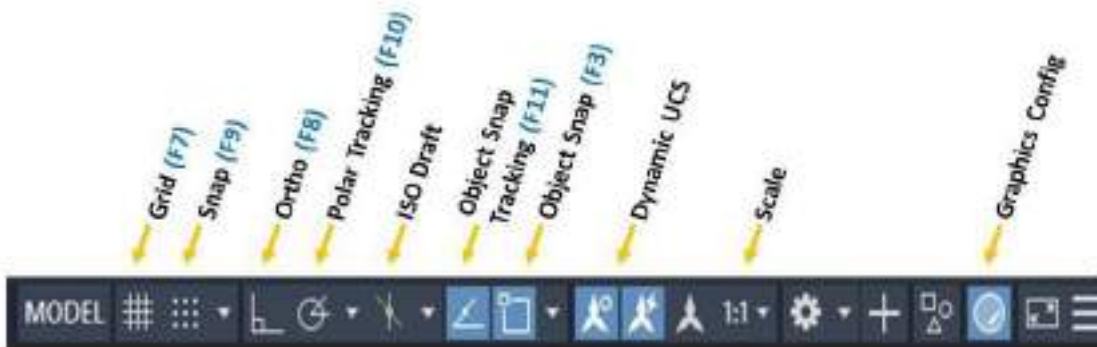 Grid (F7)
Snap (F9)
Ortho (F8)
Polar Tracking (F10)
ISO Draft
Object Snap
Tracking (F11)
Object Snap (F3)
Dynamic UCS
Scale
Graphics Config
MODEL
1:1